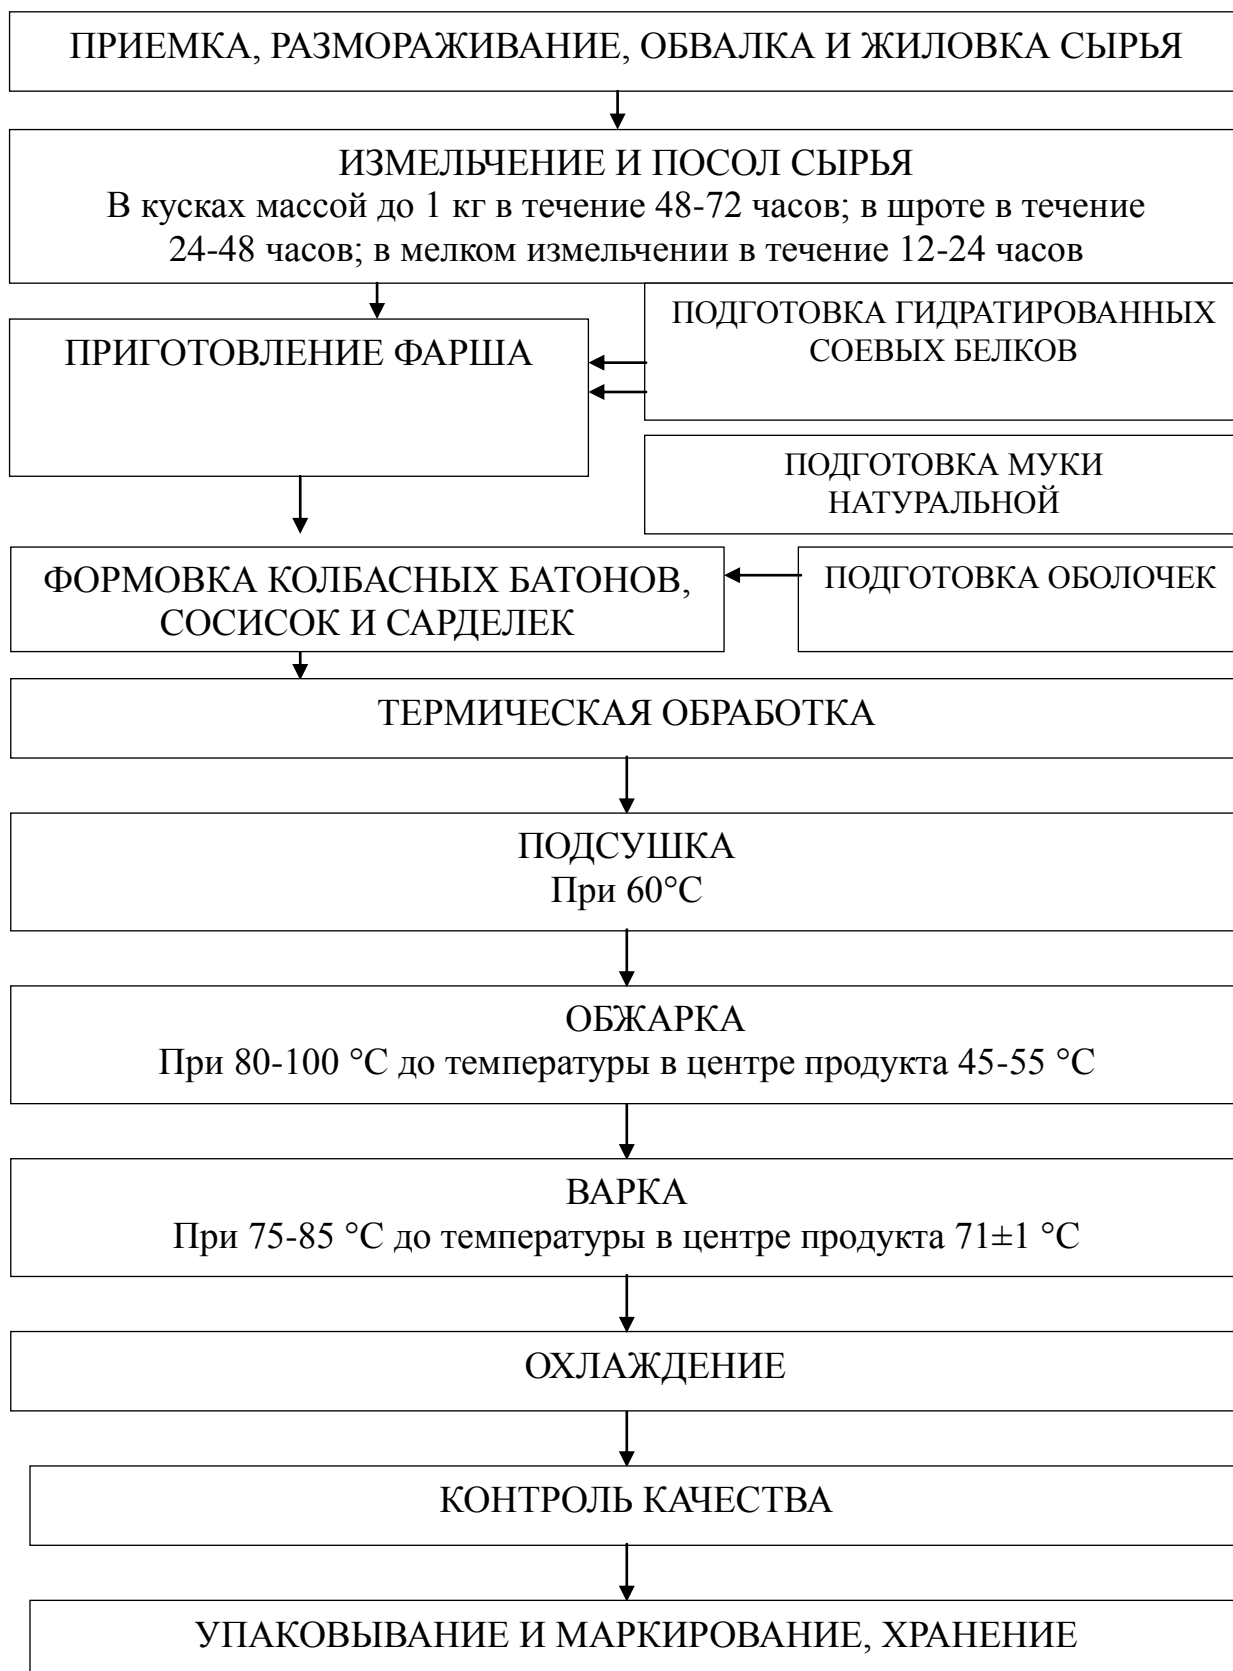 ПРИЕМКА, РАЗМОРАЖИВАНИЕ, ОБВАЛКА И ЖИЛОВКА СЫРЬЯ
ИЗМЕЛЬЧЕНИЕ И ПОСОЛ СЫРЬЯ
В кусках массой до 1 кг в течение 48-72 часов; в шроте в течение
24-48 часов; в мелком измельчении в течение 12-24 часов
ПРИГОТОВЛЕНИЕ ФАРША
ПОДГОТОВКА ГИДРАТИРОВАННЫХ
СОЕВЫХ БЕЛКОВ
ПОДГОТОВКА МУКИ
НАТУРАЛЬНОЙ
ФОРМОВКА КОЛБАСНЫХ БАТОНОВ,
СОСИСОК И САРДЕЛЕК
ПОДГОТОВКА ОБОЛОЧЕК
ТЕРМИЧЕСКАЯ ОБРАБОТКА
ПОДСУШКА
При 60°С
ОБЖАРКА
При 80-100 °С до температуры в центре продукта 45-55 °С
ВАРКА
При 75-85 °С до температуры в центре продукта 71±1 °С
ОХЛАЖДЕНИЕ
КОНТРОЛЬ КАЧЕСТВА
УПАКОВЫВАНИЕ И МАРКИРОВАНИЕ, ХРАНЕНИЕ